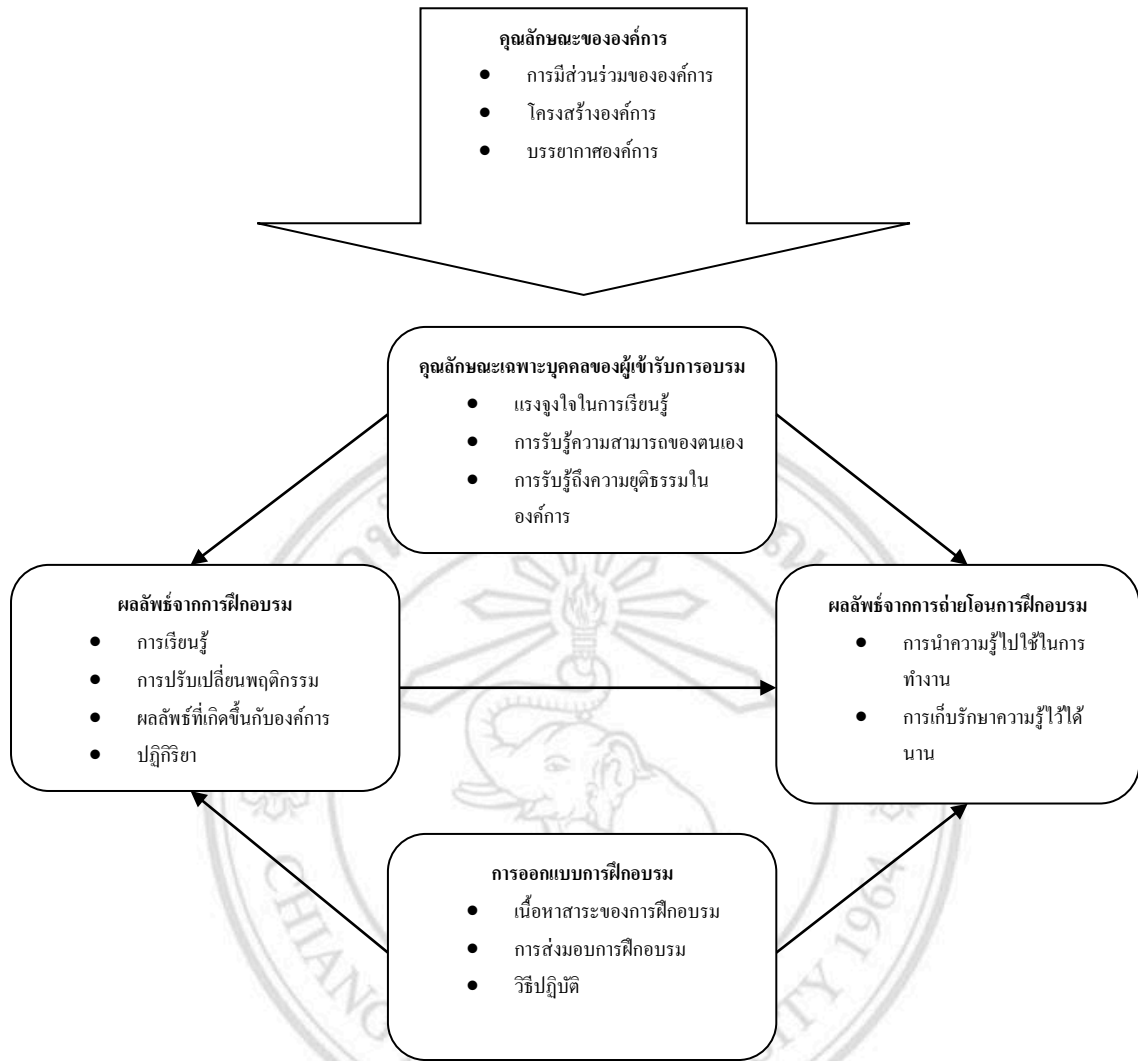 คุณลักษณะขององค์การ
● การมีส่วนร่วมขององค์การ
● โครงสร้างองค์การ
● บรรยากาศองค์การ
คุณลักษณะเฉพาะบุคคลของผู้เข้ารับการอบรม
● แรงจูงใจในการเรียนรู้
● การรับรู้ความสามารถของตนเอง
● การรับรู้ถึงความยุติธรรมใน
องค์การ
ผลลัพธ์จากการฝึกอบรม
● การเรียนรู้
● การปรับเปลี่ยนพฤติกรรม
● ผลลัพธ์ที่เกิดขึ้นกับองค์การ
● ปฏิกิริยา
ผลลัพธ์จากการถ่ายโอนการฝึกอบรม
● การนำความรู้ไปใช้ในการ
ทำงาน
● การเก็บรักษาความรู้ไว้ได้
นาน
การออกแบบการฝึกอบรม
● เนื้อหาสาระของการฝึกอบรม
● การส่งมอบการฝึกอบรม
● วิธีปฏิบัติ
CHIANG
SITY 1964